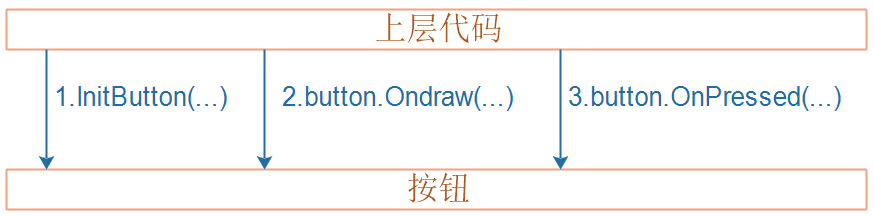 上层代码
1.InitButton(...)
2.button.Ondraw(...)
3.button.OnPressed(...)
按钮